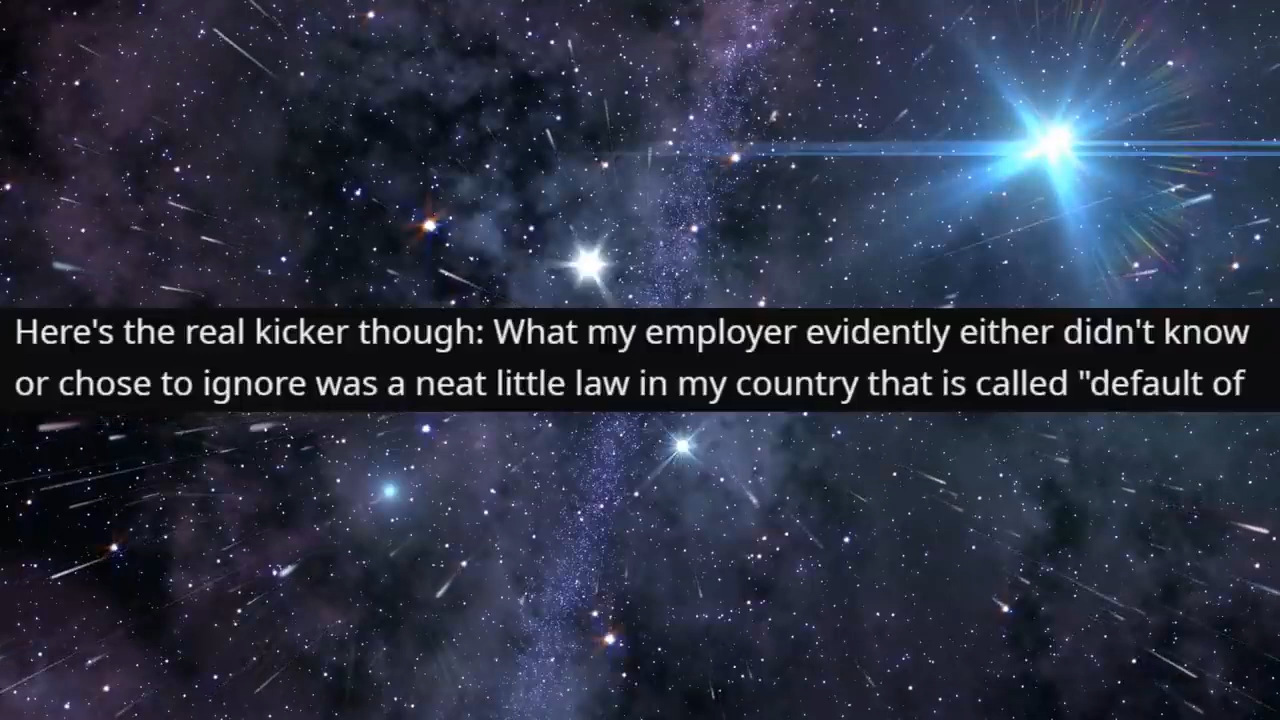 Here's the real kicker though: What my employer evidently either didn't know
or chose to ignore was a neat little law in my country that is called "default of